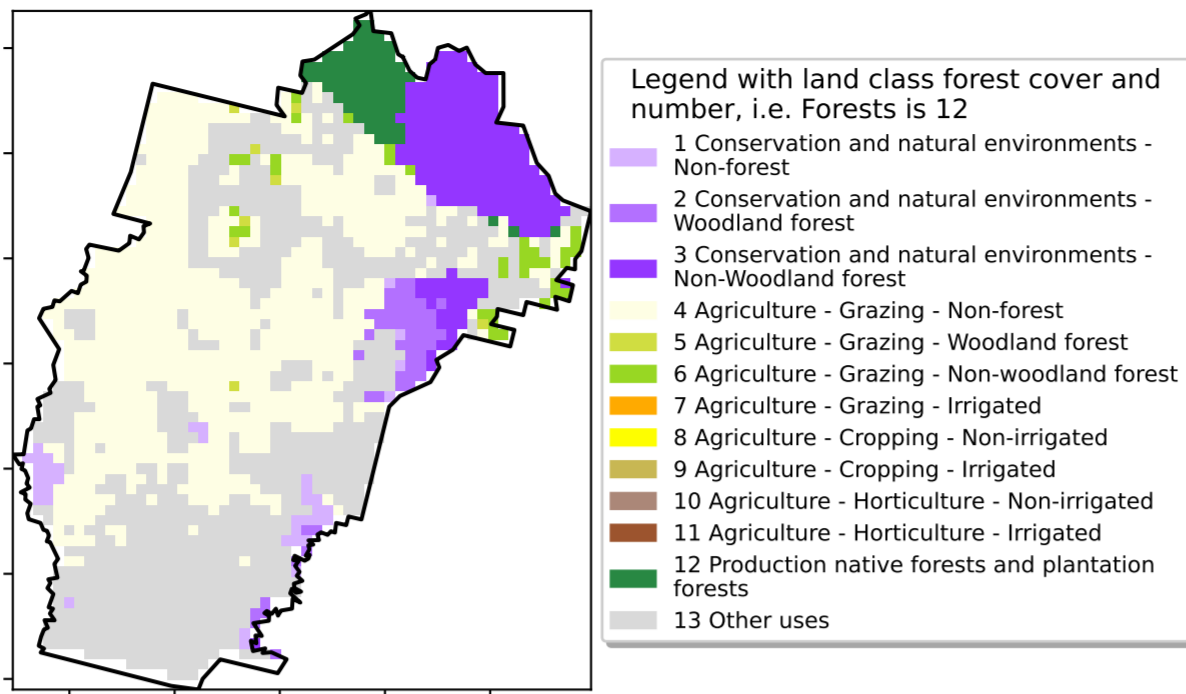 Legend with land class forest cover and
number, i.e. Forests is 12
1 Conservation and natural environments -
Non-forest
2 Conservation and natural environments -
Woodland forest
3 Conservation and natural environments -
Non-Woodland forest
4 Agriculture - Grazing - Non-forest
5 Agriculture - Grazing - Woodland forest
6 Agriculture - Grazing - Non-woodland forest
7 Agriculture - Grazing - Irrigated
8 Agriculture - Cropping - Non-irrigated
9 Agriculture - Cropping - Irrigated
10 Agriculture - Horticulture - Non-irrigated
11 Agriculture - Horticulture - Irrigated
12 Production native forests and plantation
forests
13 Other uses